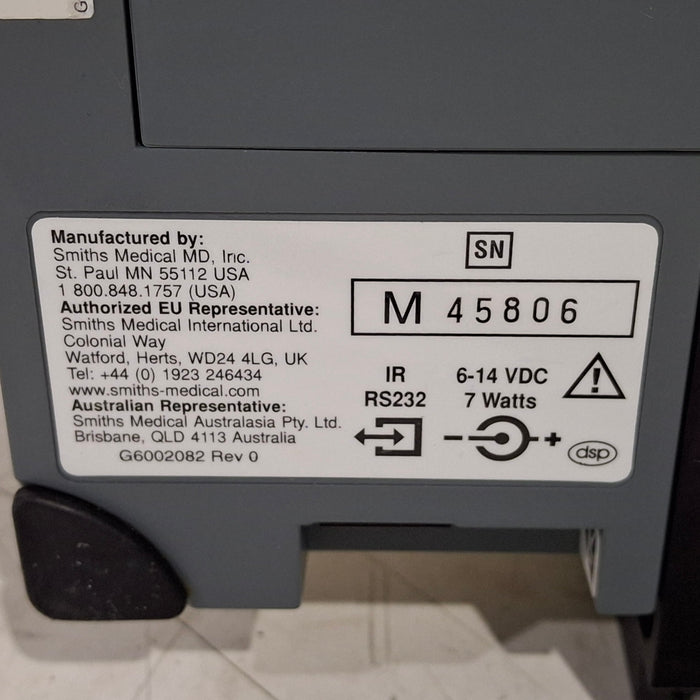 Manufactured by:
Smiths Medical MD, Inc.
St. Paul MN 55112 USA
1 800.848.1757 (USA)
Authorized EU Representative:
Smiths Medical International Ltd.
Colonial Way
Watford, Herts, WD24 4LG, UK
Tel: +44 (0) 1923 246434
www.smiths-medical.com
Australian Representative:
Smiths Medical Australasia Pty. Ltd.
Brisbane, QLD 4113 Australia
G6002082 Rev 0
SN
M 45806
IR
RS232
6-14 VDC
7 Watts
- +
dsp